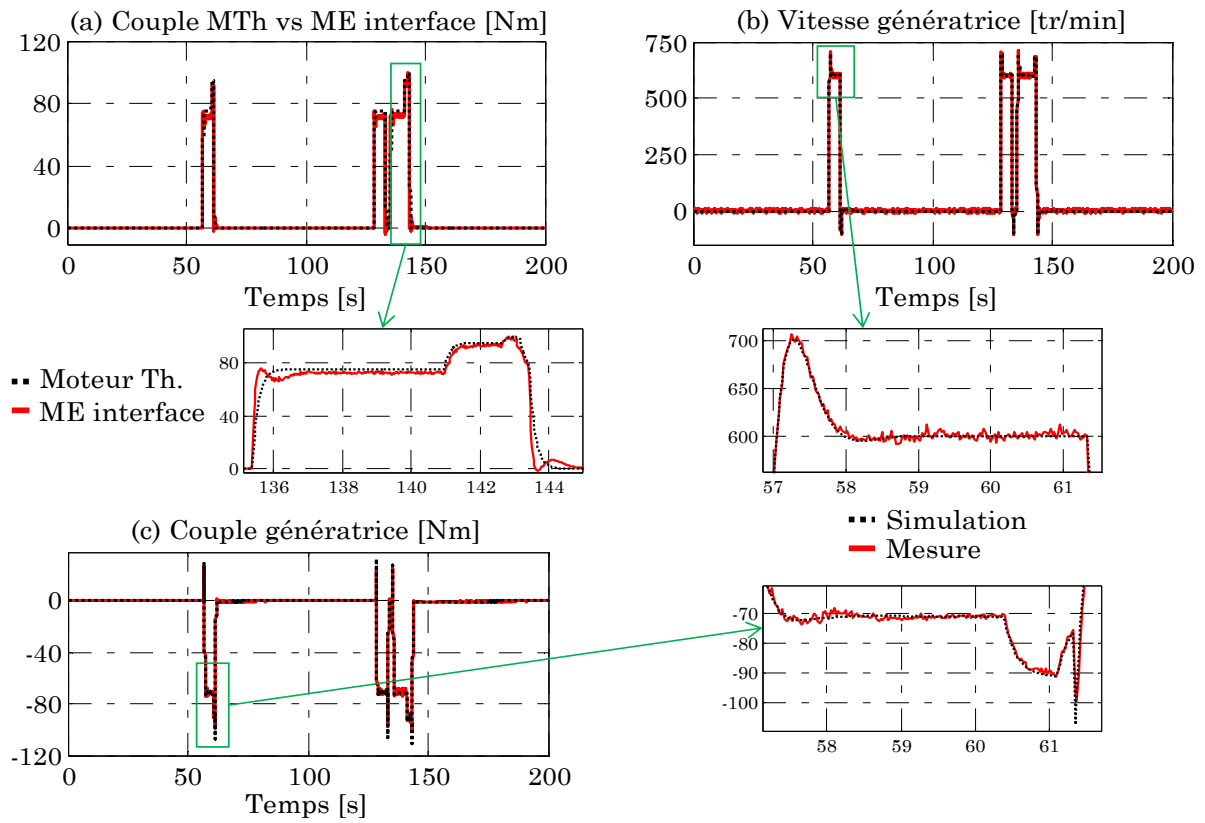 (a) Couple MTh vs ME interface [Nm]
120
80
40
0
0 50 100 150 200
Temps [s]
(b) Vitesse génératrice [tr/min]
750
500
250
0
0 50 100 150 200
Temps [s]
80
40
0
136 138 140 142 144
Moteur Th.
ME interface
700
650
600
57 58 59 60 61
Simulation
Mesure
(c) Couple génératrice [Nm]
0
-40
-80
-120
0 50 100 150 200
Temps [s]
-70
-80
-90
-100
58 59 60 61